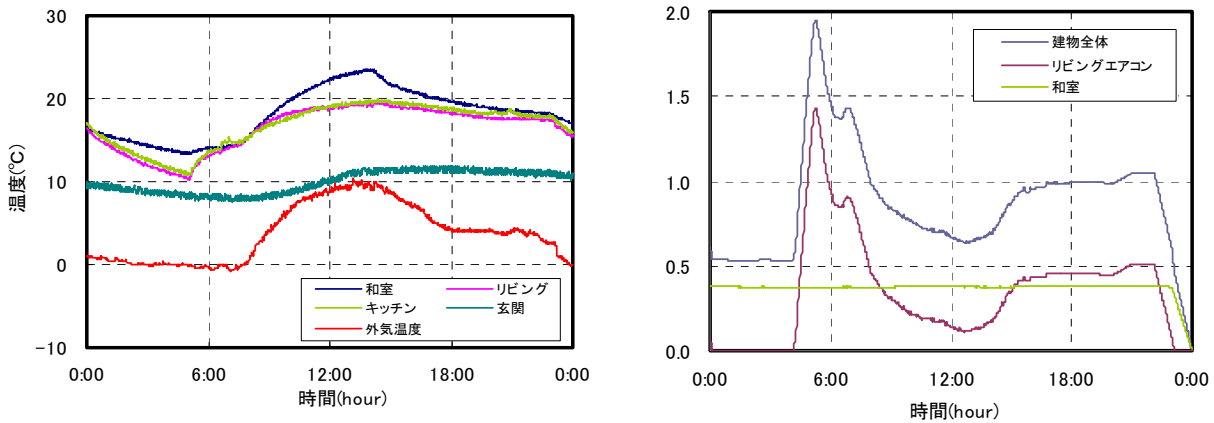 30
20
10
0
-10
温度(℃)
和室
リビング
キッチン
玄関
外気温度
0:00 6:00 12:00 18:00 0:00
時間(hour)
2.0
1.5
1.0
0.5
0.0
建物全体
リビングエアコン
和室
0:00 6:00 12:00 18:00 0:00
時間(hour)